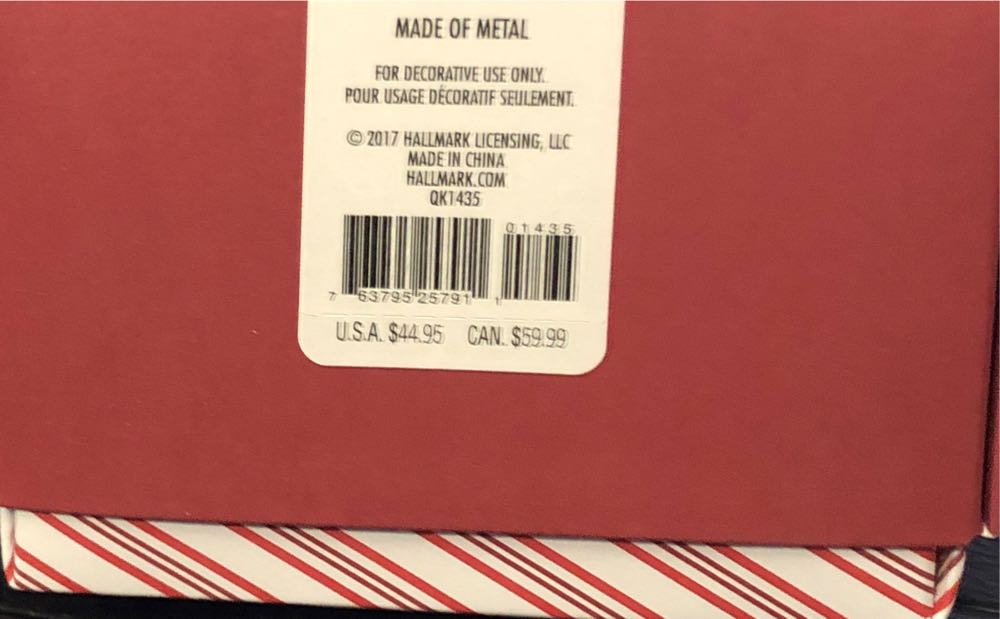 MADE OF METAL
FOR DECORATIVE USE ONLY.
POUR USAGE DÉCORATIF SEULEMENT.
© 2017 HALLMARK LICENSING, LLC
MADE IN CHINA
HALLMARK.COM
QK1435
01435
7 63795 25791 1
U.S.A. $44.95 CAN. $59.99